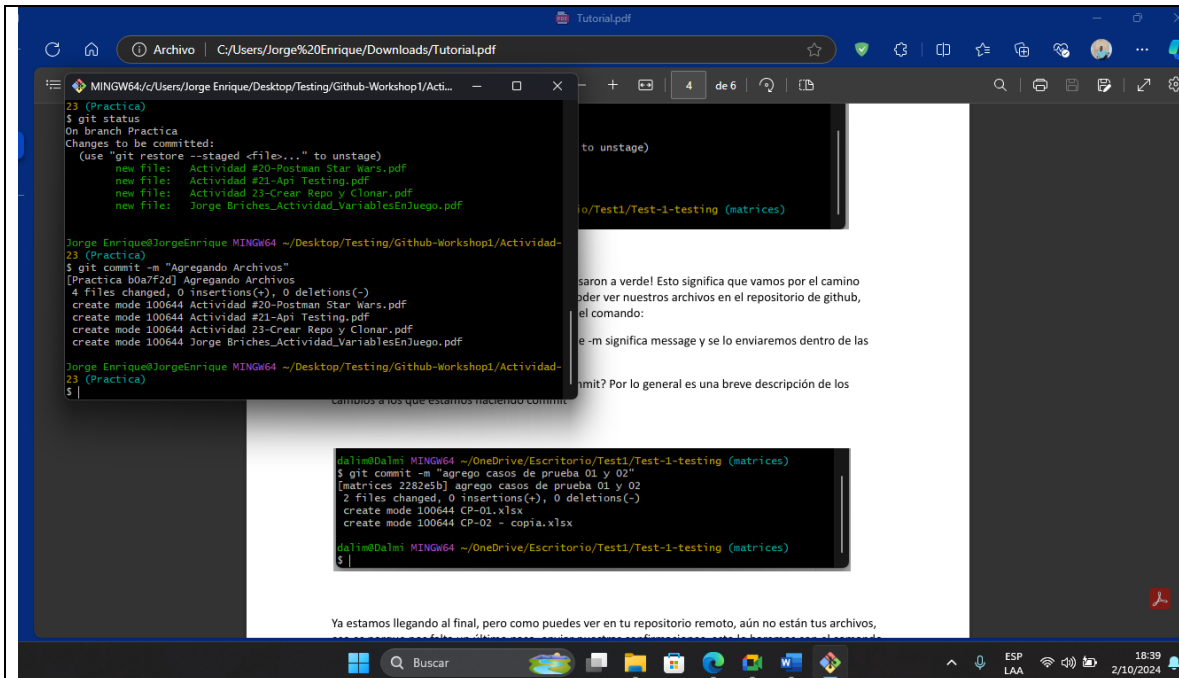 Tutorial.pdf
Archivo | C:/Users/Jorge%20Enrique/Downloads/Tutorial.pdf
MINGW64:/c/Users/Jorge Enrique/Desktop/Testing/Github-Workshop1/Acti...
4 de 6
23 (Practica)
$ git status
On branch Practica
Changes to be committed:
(use "git restore --staged <file>..." to unstage)
new file: Actividad #20-Postman Star Wars.pdf
new file: Actividad #21-Api Testing.pdf
new file: Actividad 23-Crear Repo y Clonar.pdf
new file: Jorge Briches_Actividad_VariablesEnJuego.pdf
Jorge Enrique@JorgeEnrique MINGW64 ~/Desktop/Testing/Github-Workshop1/Actividad-
23 (Practica)
$ git commit -m "Agregando Archivos"
[Practica b0a7f2d] Agregando Archivos
4 files changed, 0 insertions(+), 0 deletions(-)
create mode 100644 Actividad #20-Postman Star Wars.pdf
create mode 100644 Actividad #21-Api Testing.pdf
create mode 100644 Actividad 23-Crear Repo y Clonar.pdf
create mode 100644 Jorge Briches_Actividad_VariablesEnJuego.pdf
Jorge Enrique@JorgeEnrique MINGW64 ~/Desktop/Testing/Github-Workshop1/Actividad-
23 (Practica)
$
to unstage)
io/Test1/Test-1-testing (matrices)
saron a verde! Esto significa que vamos por el camino
oder ver nuestros archivos en el repositorio de github,
el comando:
e -m significa message y se lo enviaremos dentro de las
mmit? Por lo general es una breve descripción de los
cambios a los que estamos haciendo commit
dalim@Dalmi MINGW64 ~/OneDrive/Escritorio/Test1/Test-1-testing (matrices)
$ git commit -m "agrego casos de prueba 01 y 02"
[matrices 2282e5b] agrego casos de prueba 01 y 02
2 files changed, 0 insertions(+), 0 deletions(-)
create mode 100644 CP-01.xlsx
create mode 100644 CP-02 - copia.xlsx
dalim@Dalmi MINGW64 ~/OneDrive/Escritorio/Test1/Test-1-testing (matrices)
$
Ya estamos llegando al final, pero como puedes ver en tu repositorio remoto, aún no están tus archivos,
Buscar
ESP
LAA
18:39
2/10/2024